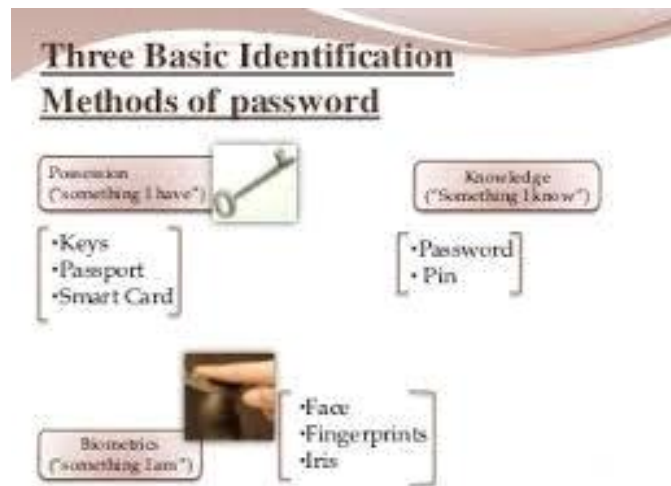 Three Basic Identification
Methods of password
Possession
("something I have")
•Keys
•Passport
•Smart Card
Knowledge
("Something I know")
•Password
• Pin
Biometrics
("something I am")
•Face
•Fingerprints
•Iris